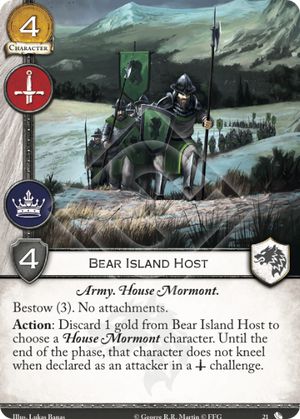 4
CHARACTER
4
BEAR ISLAND HOST
Army. House Mormont.
Bestow (3). No attachments.
Action: Discard 1 gold from Bear Island Host to
choose a House Mormont character. Until the
end of the phase, that character does not kneel
when declared as an attacker in a challenge.
Illus. Lukas Banas
© George R.R. Martin © FFG
21